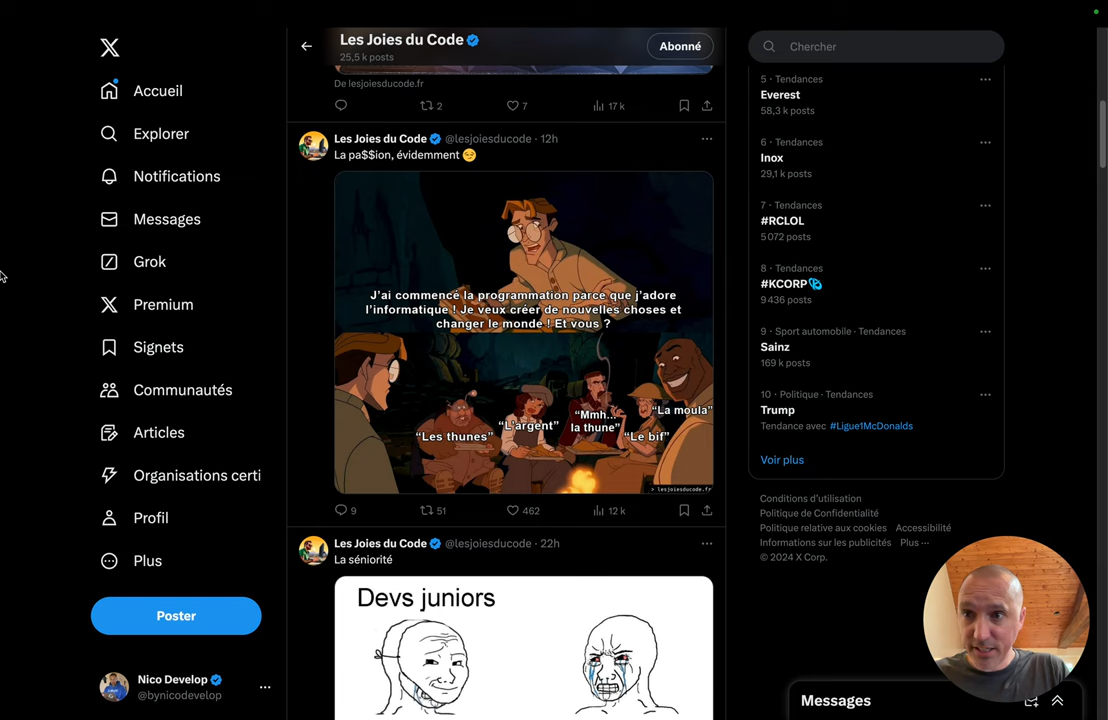 Accueil
Explorer
Notifications
Messages
Grok
Premium
Signets
Communautés
Articles
Organisations certi
Profil
Plus
Poster
Nico Develop
@bynicodevelop
Les Joies du Code
25,5 k posts
Abonné
De lesjoiesducode.fr
2
7
17 k
Les Joies du Code @lesjoiesducode · 12h
La pa$$ion, évidemment 😏
J'ai commencé la programmation parce que j'adore
l'informatique ! Je veux créer de nouvelles choses et
changer le monde ! Et vous ?
"Les thunes"
"L'argent"
"Mmh...
la thune"
"Le bif"
"La moula"
> lesjoiesducode.fr
9
51
462
12 k
Les Joies du Code @lesjoiesducode · 22h
La séniorité
Devs juniors
Chercher
5 · Tendances
Everest
58,3 k posts
6 · Tendances
Inox
29,1 k posts
7 · Tendances
#RCLOL
5 072 posts
8 · Tendances
#KCORP
9 436 posts
9 · Sport automobile · Tendances
Sainz
169 k posts
10 · Politique · Tendances
Trump
Tendance avec #Ligue1McDonalds
Voir plus
Conditions d'utilisation
Politique de Confidentialité
Politique relative aux cookies Accessibilité
Informations sur les publicités Plus ···
© 2024 X Corp.
Messages